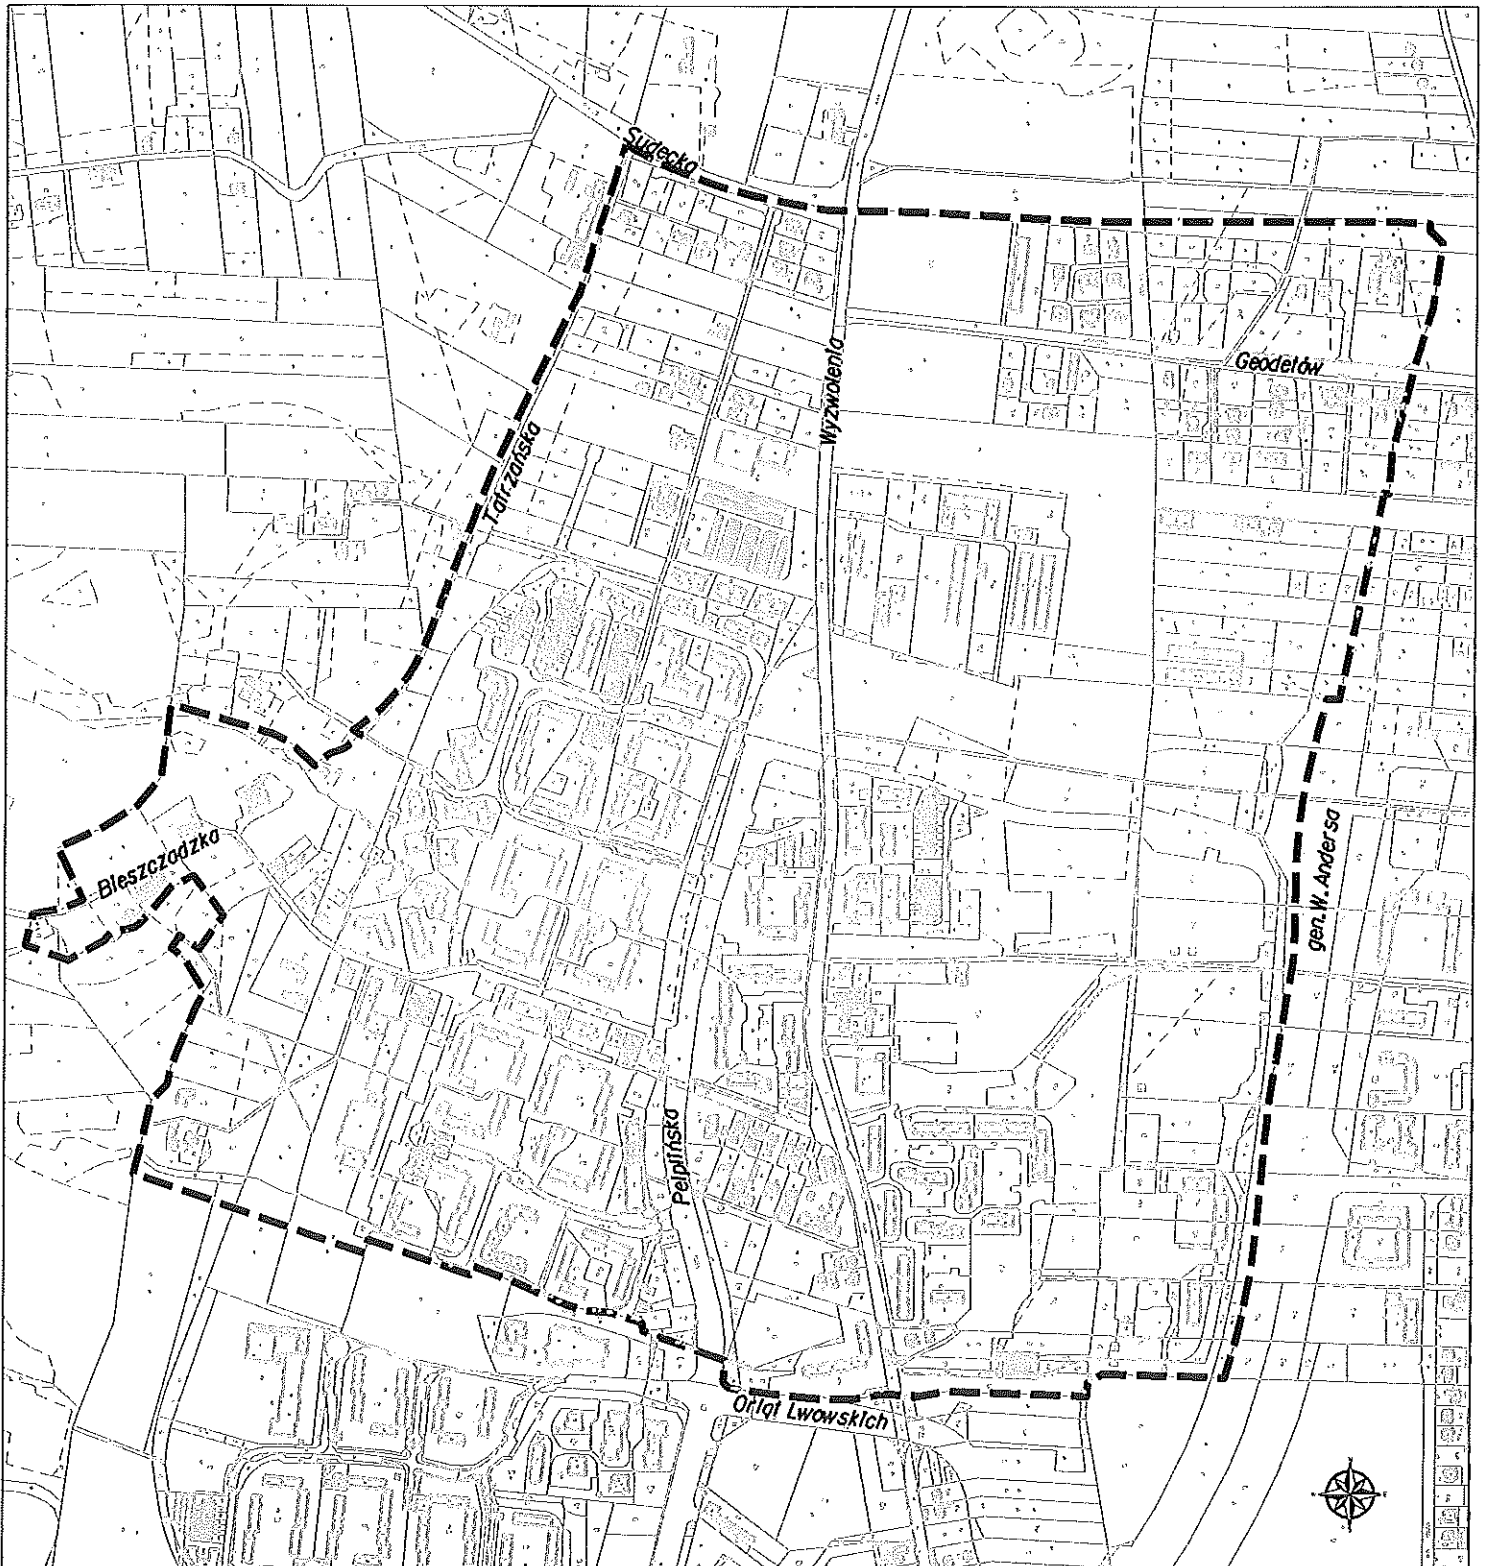 Sudecka
Geodetów
Wyzwolenia
Tatrzańska
Bieszczadzka
gen. W. Andersa
Pelplińska
Orląt Lwowskich